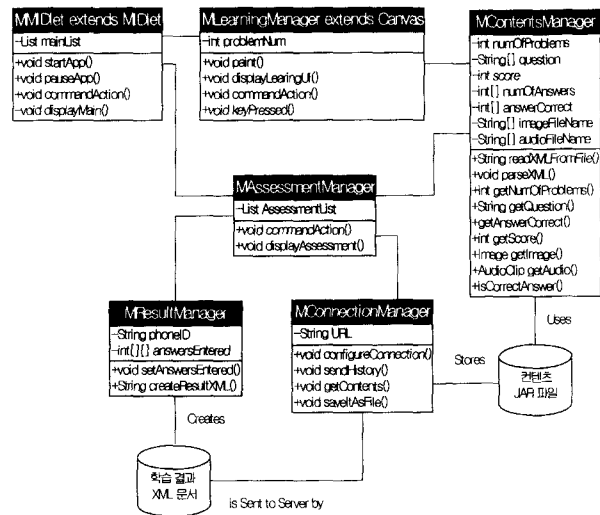 MMIDlet extends MIDlet
-List mainList
+void startApp()
+void pauseApp()
+void commandAction()
-void displayMain()
MLearningManager extends Canvas
-int problemNum
+void paint()
+void displayLearingUI()
+void commandAction()
+void keyPressed()
MContentsManager
-int numOfProblems
-String[] question
-int score
-int[] numOfAnswers
-int[] answerCorrect
-String[] imageFileName
-String[] audioFileName
+String readXMLFromFile()
+void parseXML()
+int getNumOfProblems()
+String getQuestion()
+getAnswerCorrect()
+int getScore()
+Image getImage()
+AudioClip getAudio()
+isCorrectAnswer()
MAssessmentManager
-List AssessmentList
+void commandAction()
+void displayAssessment()
MResultManager
-String phoneID
-int[][] answersEntered
+void setAnswersEntered()
+String createResultXML()
MConnectionManager
-String URL
+void configureConnection()
+void sendHistory()
+void getContents()
+void saveItAsFile()
Uses
Stores
컨텐츠
JAR 파일
Creates
학습 결과
XML 문서
is Sent to Server by